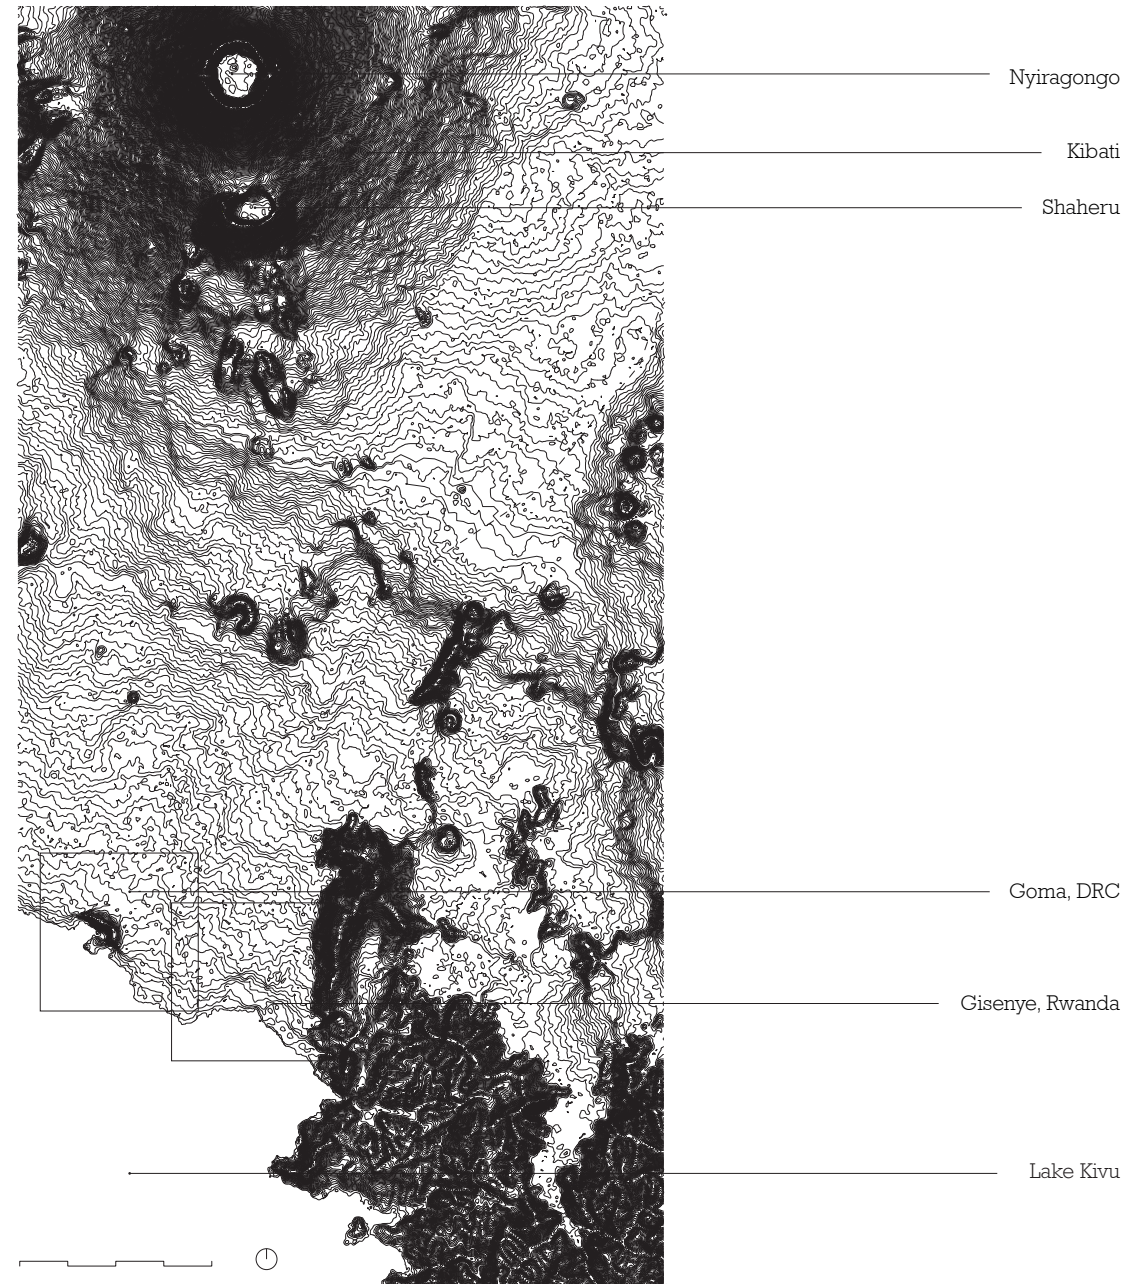 Nyiragongo
Kibati
Shaheru
Goma, DRC
Gisenye, Rwanda
Lake Kivu